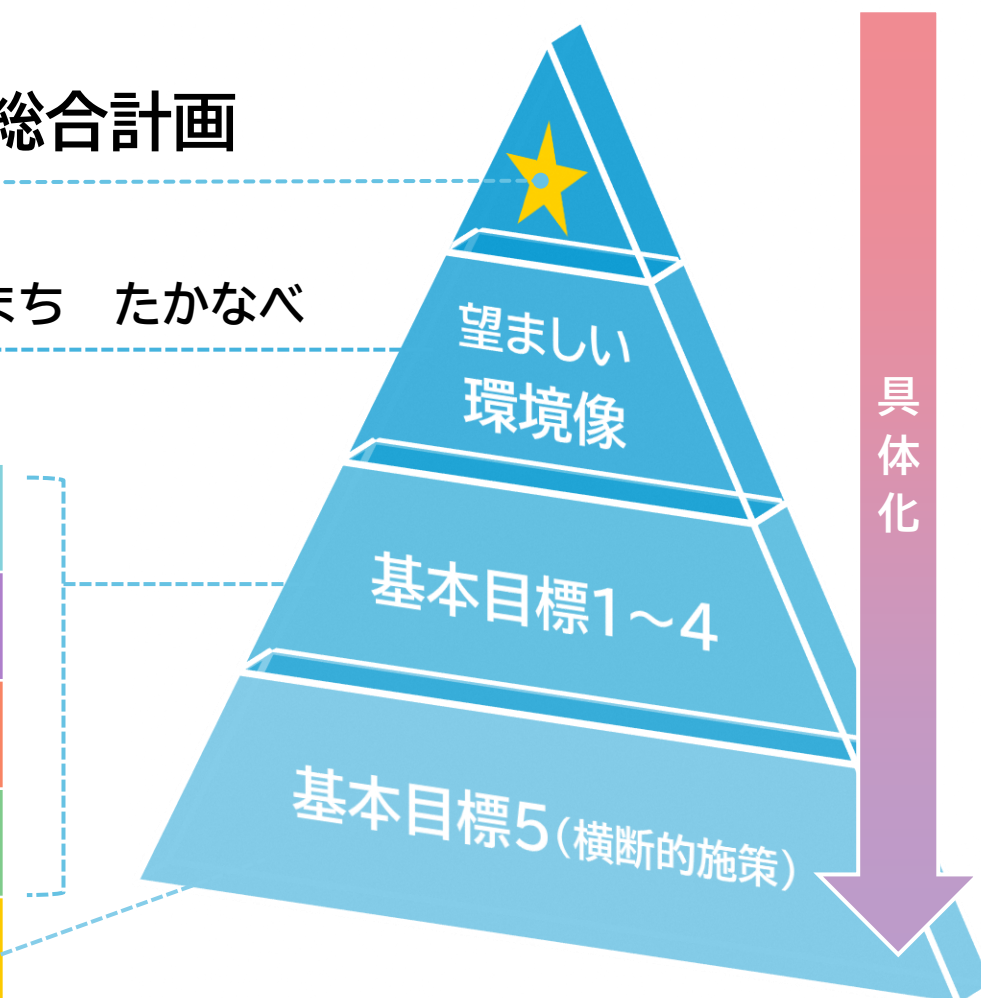 総合計画
まち たかなべ
望ましい
環境像
基本目標1～4
基本目標5（横断的施策）
具体化